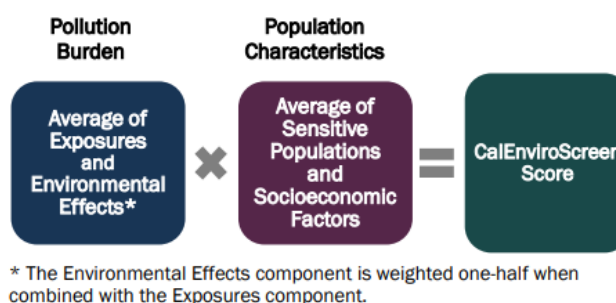 Pollution
Burden
Population
Characteristics
Average of
Exposures
and
Environmental
Effects*
Average of
Sensitive
Populations
and
Socioeconomic
Factors
CalEnviroScreen
Score
* The Environmental Effects component is weighted one-half when
combined with the Exposures component.